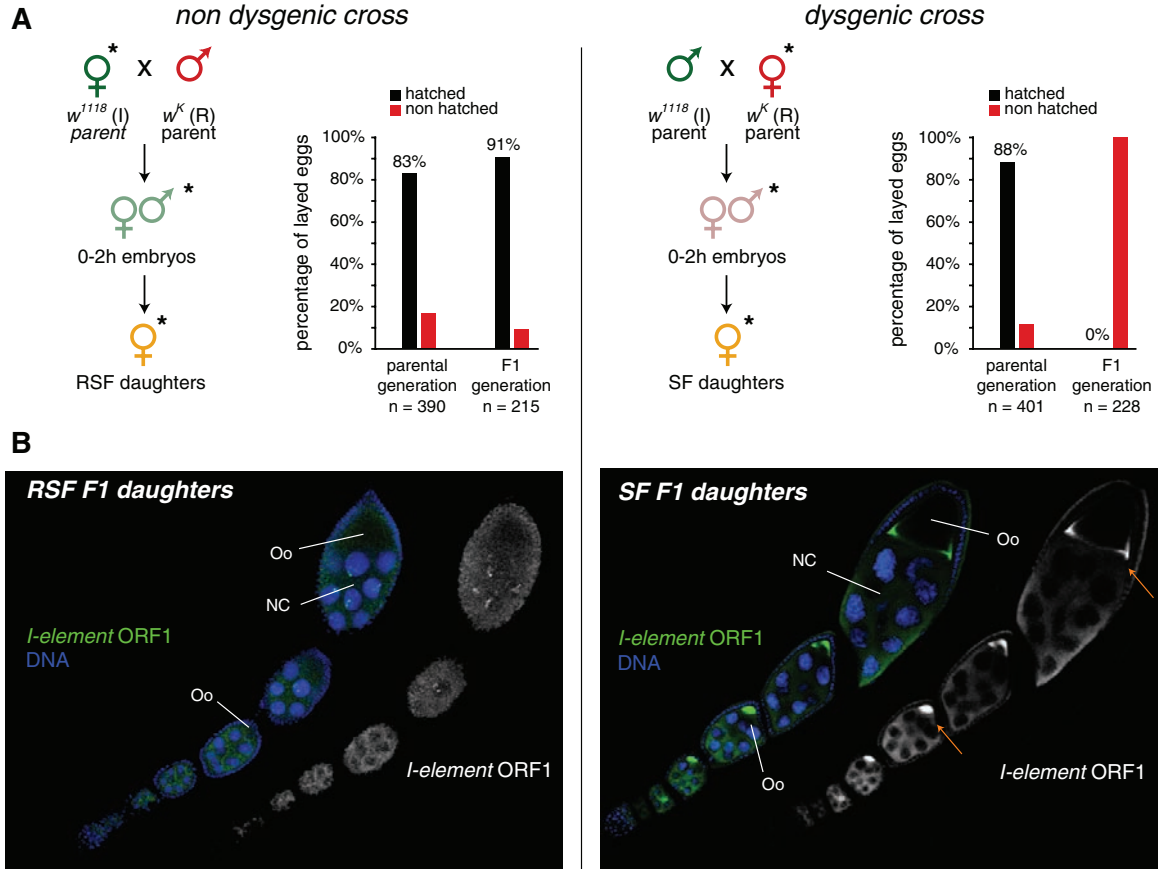 A
non dysgenic cross
* X
w1118 (I)
parent
wK (R)
parent
*
0-2h embryos
*
RSF daughters
hatched
non hatched
percentage of layed eggs
100%
80%
60%
40%
20%
0%
83%
91%
parental
generation
n = 390
F1
generation
n = 215
dysgenic cross
X *
w1118 (I)
parent
wK (R)
parent
*
0-2h embryos
*
SF daughters
hatched
non hatched
percentage of layed eggs
100%
80%
60%
40%
20%
0%
88%
0%
parental
generation
n = 401
F1
generation
n = 228
B
RSF F1 daughters
Oo
NC
I-element ORF1
DNA
Oo
I-element ORF1
SF F1 daughters
Oo
NC
I-element ORF1
DNA
Oo
I-element ORF1